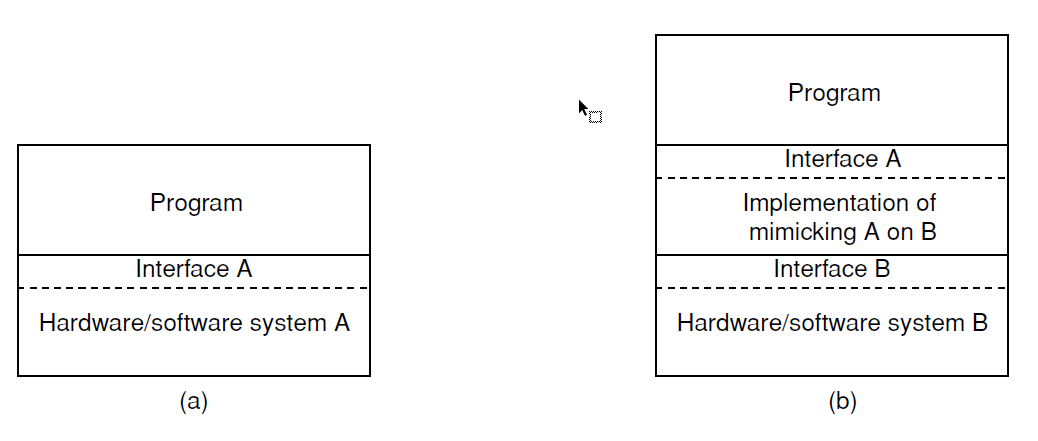 Program
Interface A
Hardware/software system A
(a)
Program
Interface A
Implementation of
mimicking A on B
Interface B
Hardware/software system B
(b)